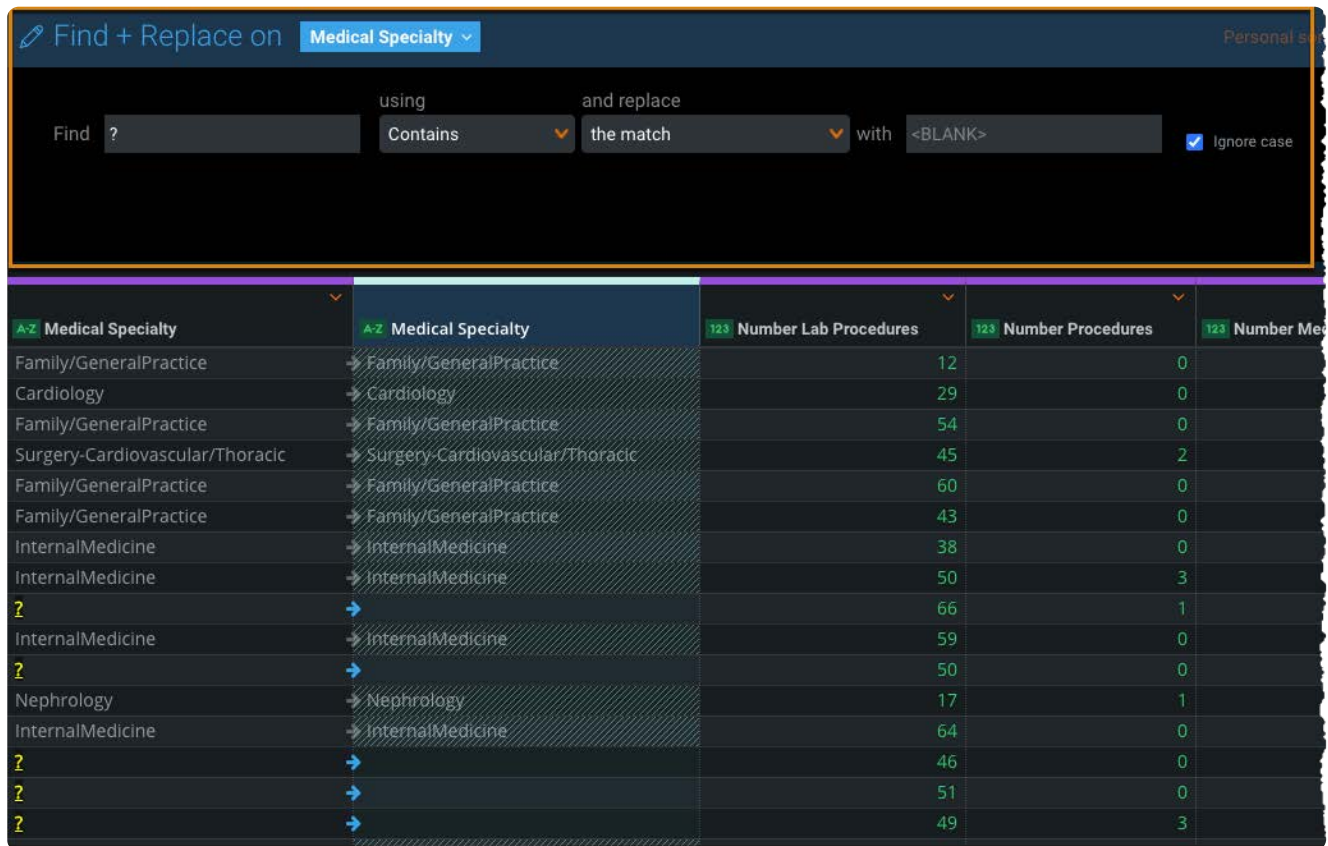 Find + Replace on Medical Specialty Personal
using and replace
Find ? Contains the match with <BLANK> Ignore case
A-Z Medical Specialty A-Z Medical Specialty 123 Number Lab Procedures 123 Number Procedures 123 Number
Family/GeneralPractice Family/GeneralPractice 12 0
Cardiology Cardiology 29 0
Family/GeneralPractice Family/GeneralPractice 54 0
Surgery-Cardiovascular/Thoracic Surgery-Cardiovascular/Thoracic 45 2
Family/GeneralPractice Family/GeneralPractice 60 0
Family/GeneralPractice Family/GeneralPractice 43 0
InternalMedicine InternalMedicine 38 0
InternalMedicine InternalMedicine 50 3
? 66 1
InternalMedicine InternalMedicine 59 0
? 50 0
Nephrology Nephrology 17 1
InternalMedicine InternalMedicine 64 0
? 46 0
? 51 0
? 49 3